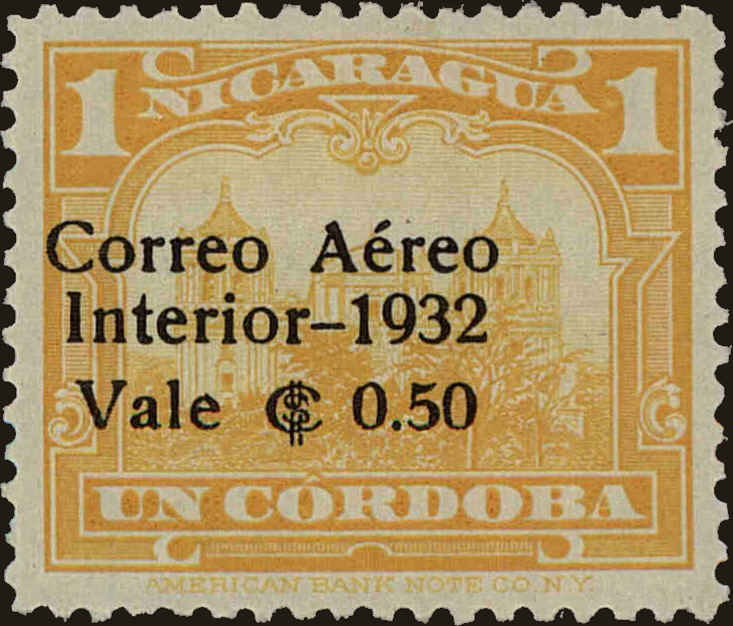 1 NICARAGUA 1
Correo Aéreo
Interior–1932
Vale ₡$ 0.50
UN CÓRDOBA
AMERICAN BANK NOTE CO. N.Y.